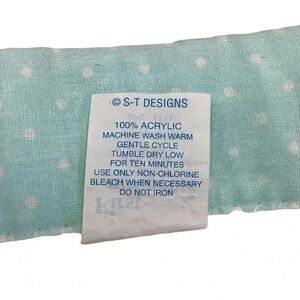 © S-T DESIGNS
100% ACRYLIC
MACHINE WASH WARM
GENTLE CYCLE
TUMBLE DRY LOW
FOR TEN MINUTES
USE ONLY NON-CHLORINE
BLEACH WHEN NECESSARY
DO NOT IRON